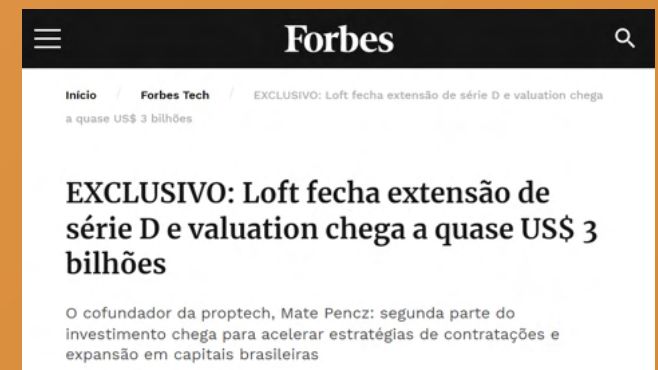 Forbes
Início / Forbes Tech / EXCLUSIVO: Loft fecha extensão de série D e valuation chega
a quase US$ 3 bilhões
EXCLUSIVO: Loft fecha extensão de
série D e valuation chega a quase US$ 3
bilhões
O cofundador da proptech, Mate Pencz: segunda parte do
investimento chega para acelerar estratégias de contratações e
expansão em capitais brasileiras